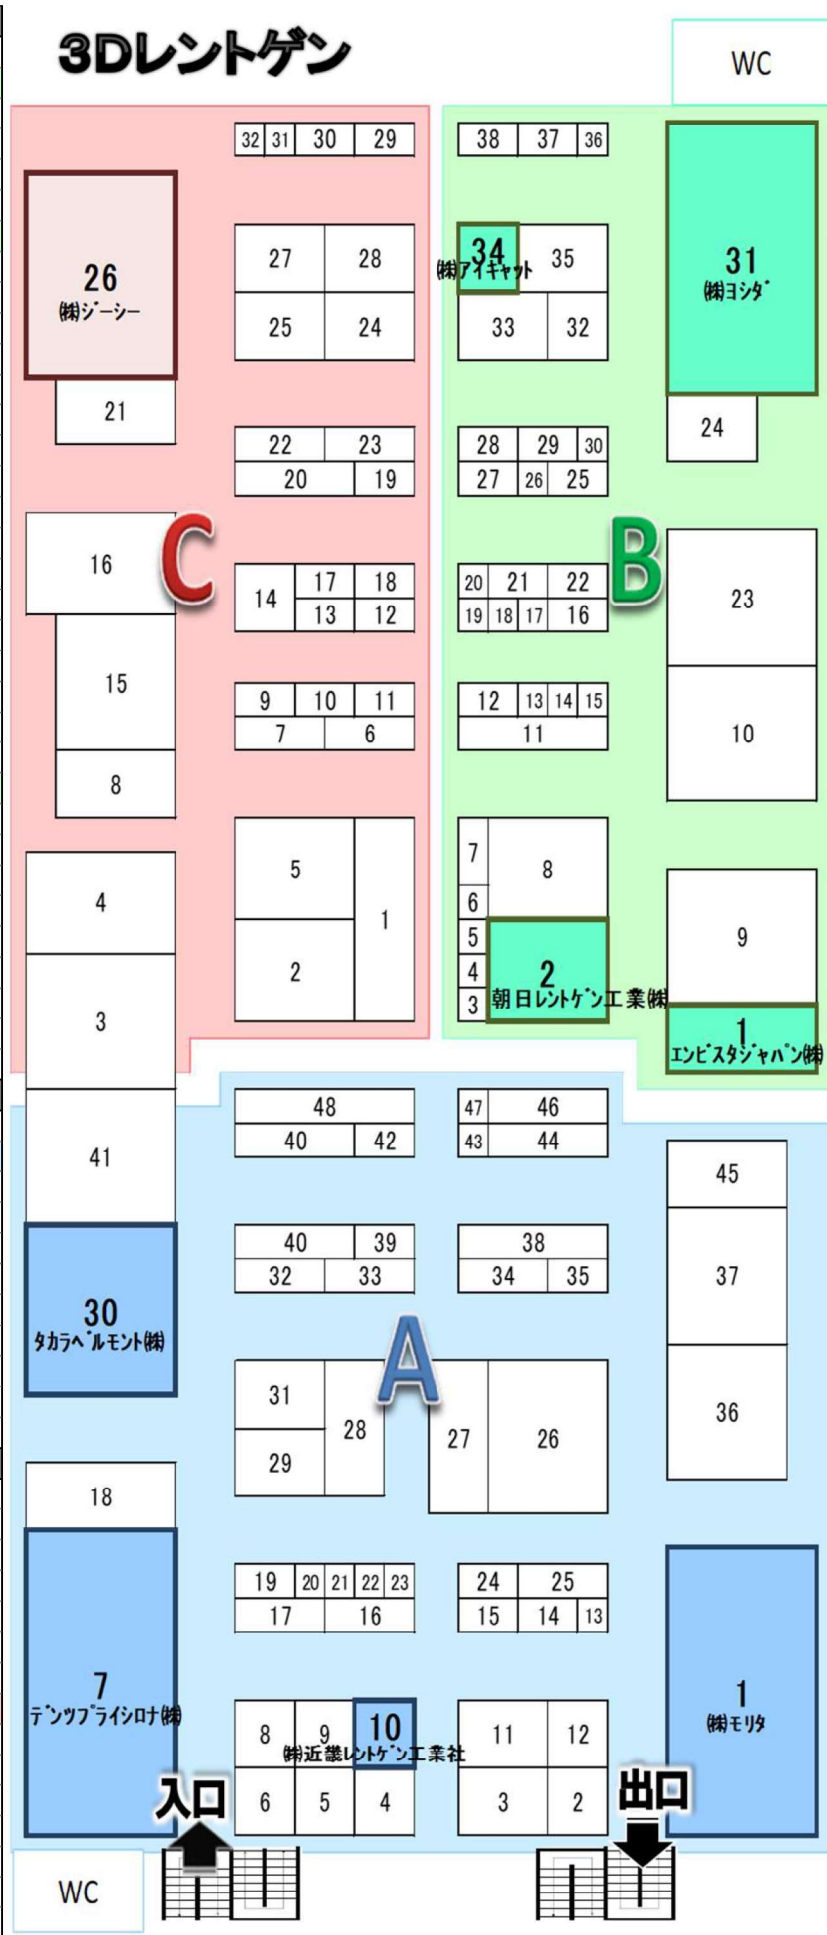 3Dレントゲン
WC
32 31 30 29
38 37 36
26
㈱ジーシー
27 28
25 24
34
㈱アイキャット
35
33 32
31
㈱ヨシダ
21
24
22 23
20 19
28 29 30
27 26 25
16
C
B
14 17 18
13 12
20 21 22
19 18 17 16
23
15
9 10 11
7 6
12 13 14 15
11
10
8
5
1
2
7
8
6
5
4
3
2
朝日レントゲン工業㈱
9
1
エンビスタジャパン㈱
4
3
41
48
40 42
47 46
43 44
45
40 39
32 33
38
34 35
37
30
タカラベルモント㈱
A
31
28
29
27
26
36
18
19 20 21 22 23
17 16
24 25
15 14 13
7
デンツプライシロナ㈱
8 9 10
㈱近畿レントゲン工業社
6 5 4
11 12
3 2
1
㈱モリタ
入口
出口
WC